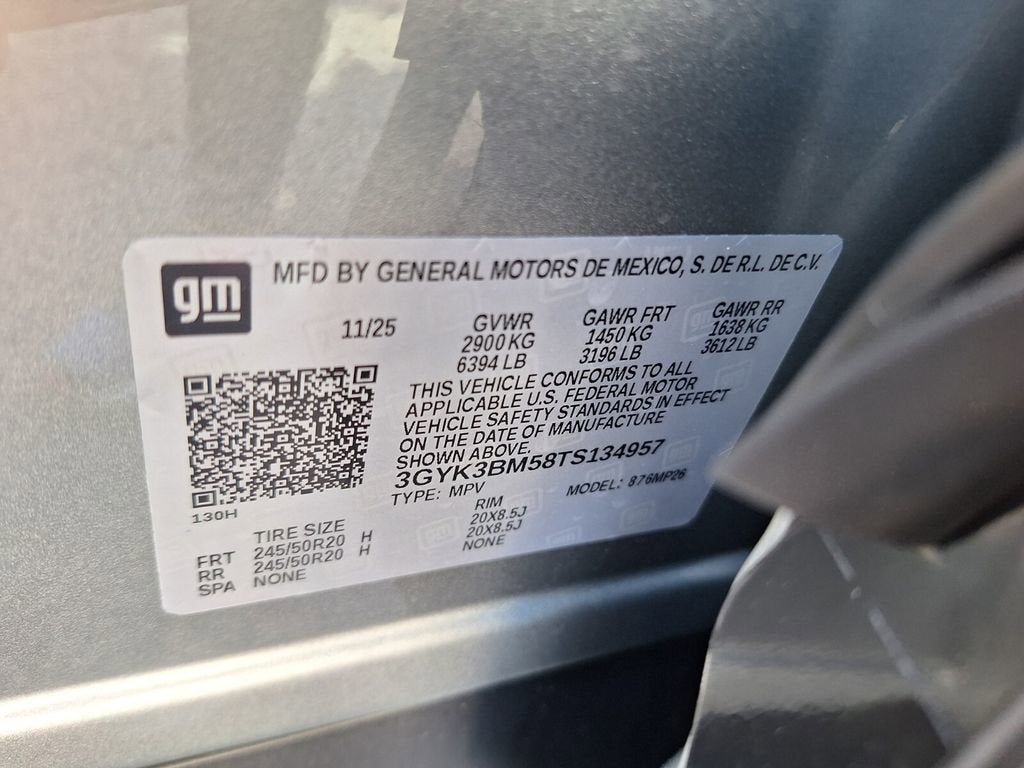 gm
MFD BY GENERAL MOTORS DE MEXICO, S. DE R.L. DE C.V.
11/25 GVWR GAWR FRT GAWR RR
2900 KG 1450 KG 1638 KG
6394 LB 3196 LB 3612 LB
THIS VEHICLE CONFORMS TO ALL
APPLICABLE U.S. FEDERAL MOTOR
VEHICLE SAFETY STANDARDS IN EFFECT
ON THE DATE OF MANUFACTURE
SHOWN ABOVE.
3GYK3BM58TS134957
TYPE: MPV MODEL: 876MP26
130H
TIRE SIZE RIM
FRT 245/50R20 H 20X8.5J
RR 245/50R20 H 20X8.5J
SPA NONE NONE